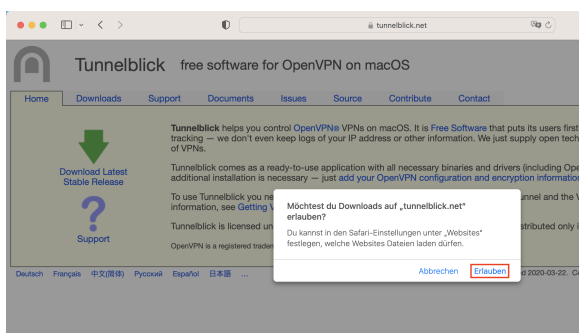 tunnelblick.net
Tunnelblick free software for OpenVPN on macOS
Home Downloads Support Documents Issues Source Contribute Contact
Tunnelblick helps you control OpenVPN® VPNs on macOS. It is Free Software that puts its users first
tracking — we don't even keep logs of your IP address or other information. We just supply open tech
of VPNs.
Download Latest
Stable Release
Tunnelblick comes as a ready-to-use application with all necessary binaries and drivers (including Ope
additional installation is necessary — just add your OpenVPN configuration and encryption information
To use Tunnelblick you ne
information, see Getting
Tunnelblick is licensed un
OpenVPN is a registered trade
Support
Möchtest du Downloads auf „tunnelblick.net“
erlauben?
Du kannst in den Safari-Einstellungen unter „Websites“
festlegen, welche Websites Dateien laden dürfen.
Abbrechen Erlauben
unnel and the
stributed only i
d 2020-03-22.
Deutsch Français 中文(简体) Русский Español 日本語 ...